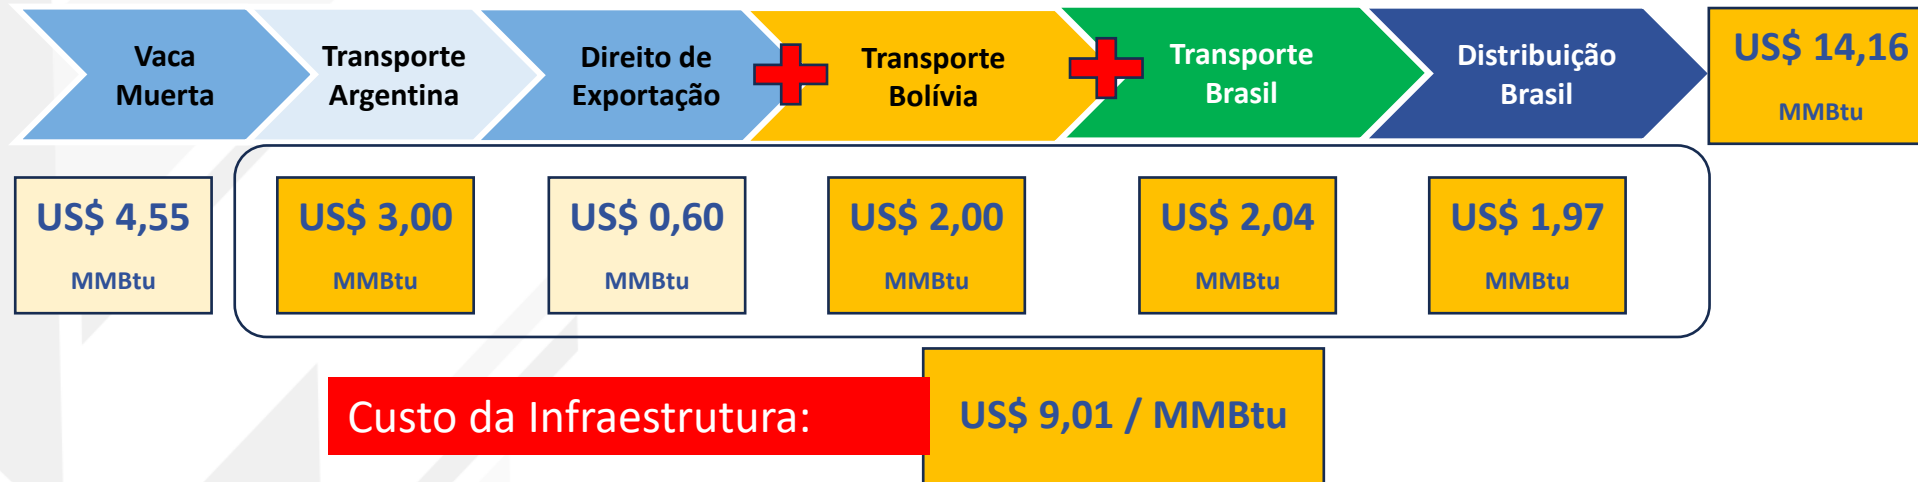 Vaca
Muerta
Transporte
Argentina
Direito de
Exportação
Transporte
Bolívia
Transporte
Brasil
Distribuição
Brasil
US$ 14,16
MMBtu
US$ 4,55
MMBtu
US$ 3,00
MMBtu
US$ 0,60
MMBtu
US$ 2,00
MMBtu
US$ 2,04
MMBtu
US$ 1,97
MMBtu
Custo da Infraestrutura:
US$ 9,01 / MMBtu